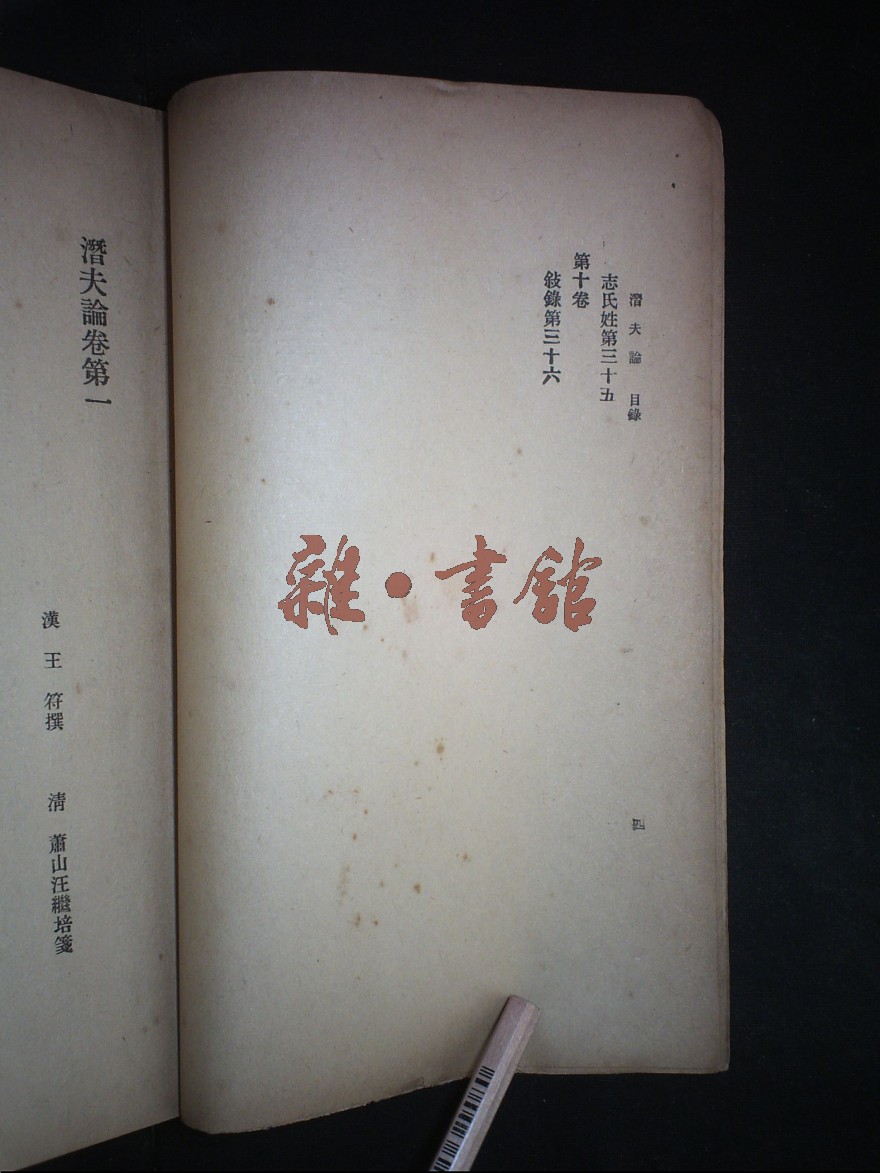 潛夫論 目錄
志氏姓第三十五
第十卷
敍錄第三十六
四
潛夫論卷第一
漢 王 符撰 清 蕭山汪繼培箋
雜·書館